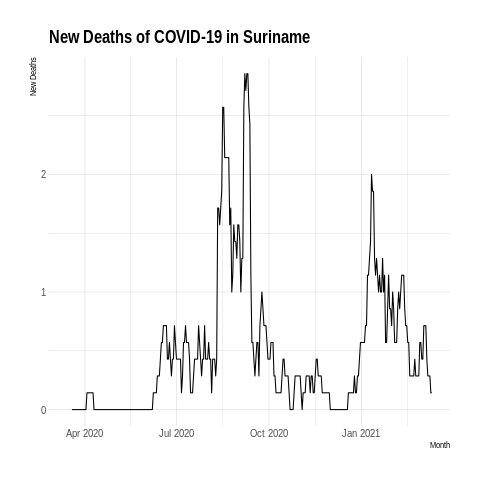 New Deaths of COVID-19 in Suriname
New Deaths
2
1
0
Apr 2020 Jul 2020 Oct 2020 Jan 2021
Month